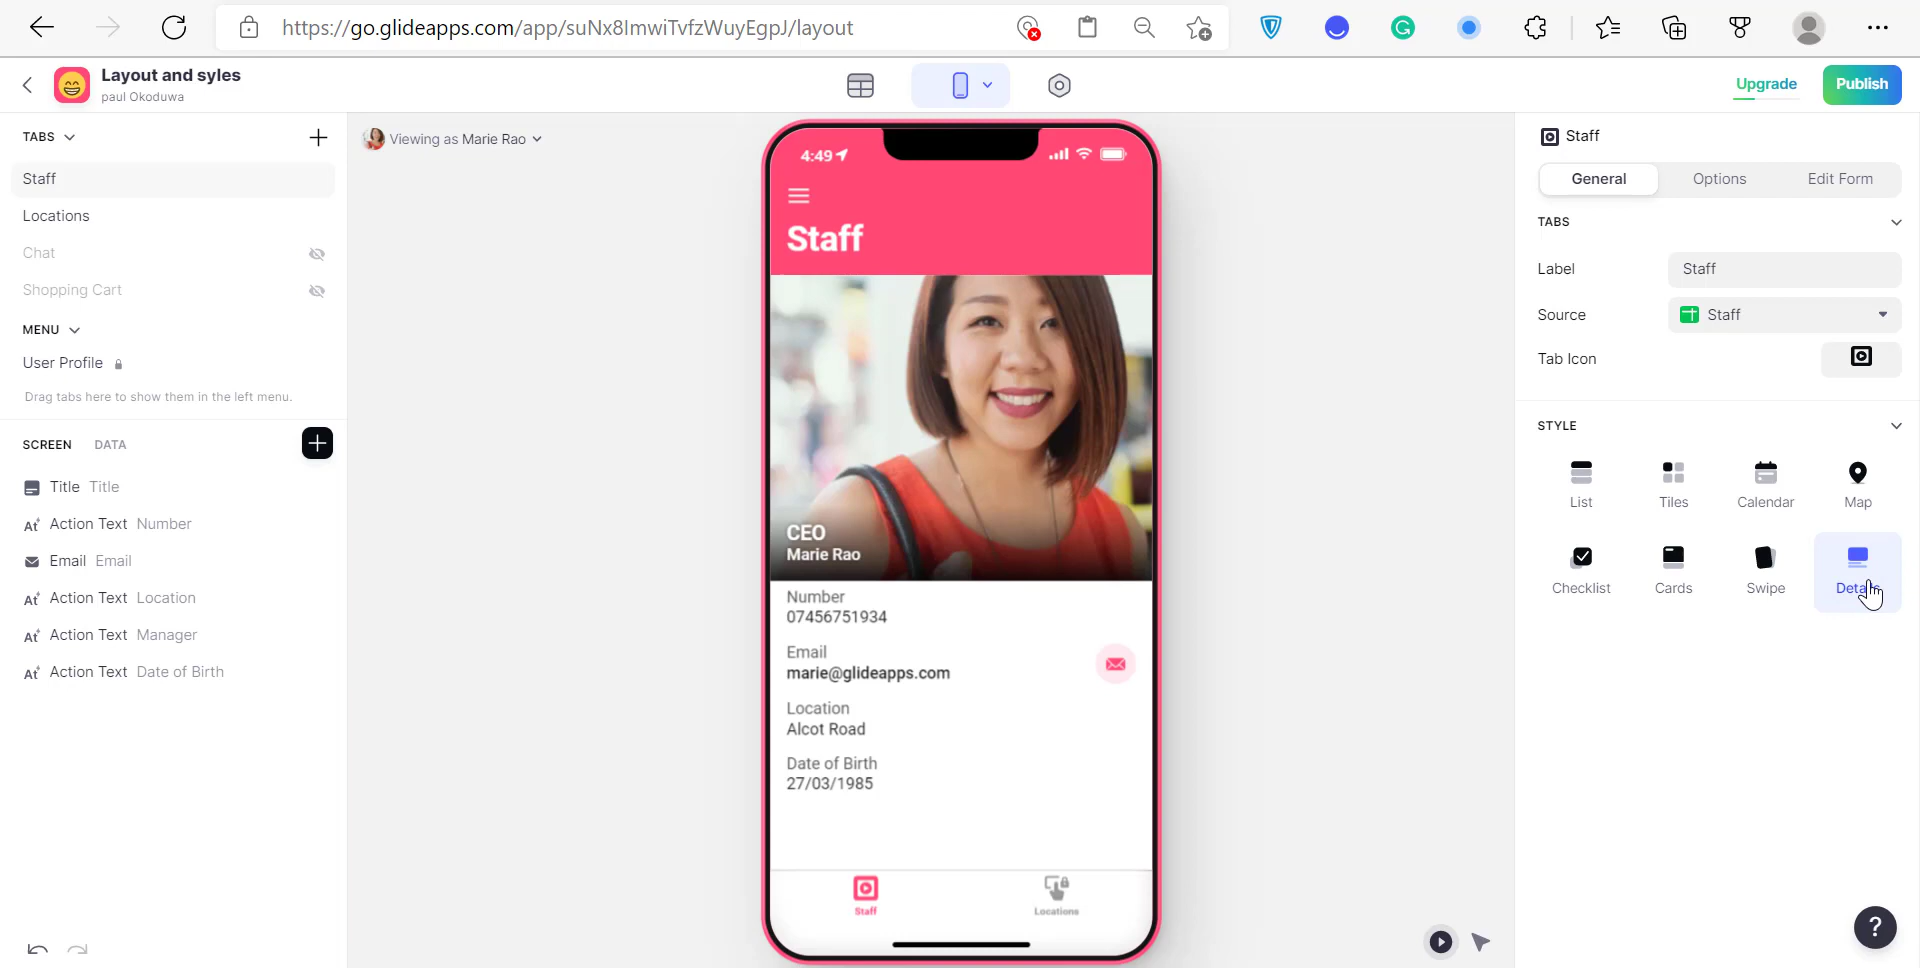 https://go.glideapps.com/app/suNx8ImwiTvfzWuyEgpJ/layout
Layout and syles
paul Okoduwa
Upgrade
Publish
TABS
Staff
Locations
Chat
Shopping Cart
MENU
User Profile
Drag tabs here to show them in the left menu.
SCREEN DATA
Title Title
Action Text Number
Email Email
Action Text Location
Action Text Manager
Action Text Date of Birth
Viewing as Marie Rao
4:49
Staff
CEO
Marie Rao
Number
07456751934
Email
marie@glideapps.com
Location
Alcot Road
Date of Birth
27/03/1985
Staff
Locations
Staff
General Options Edit Form
TABS
Label Staff
Source Staff
Tab Icon
STYLE
List Tiles Calendar Map
Checklist Cards Swipe Details
?